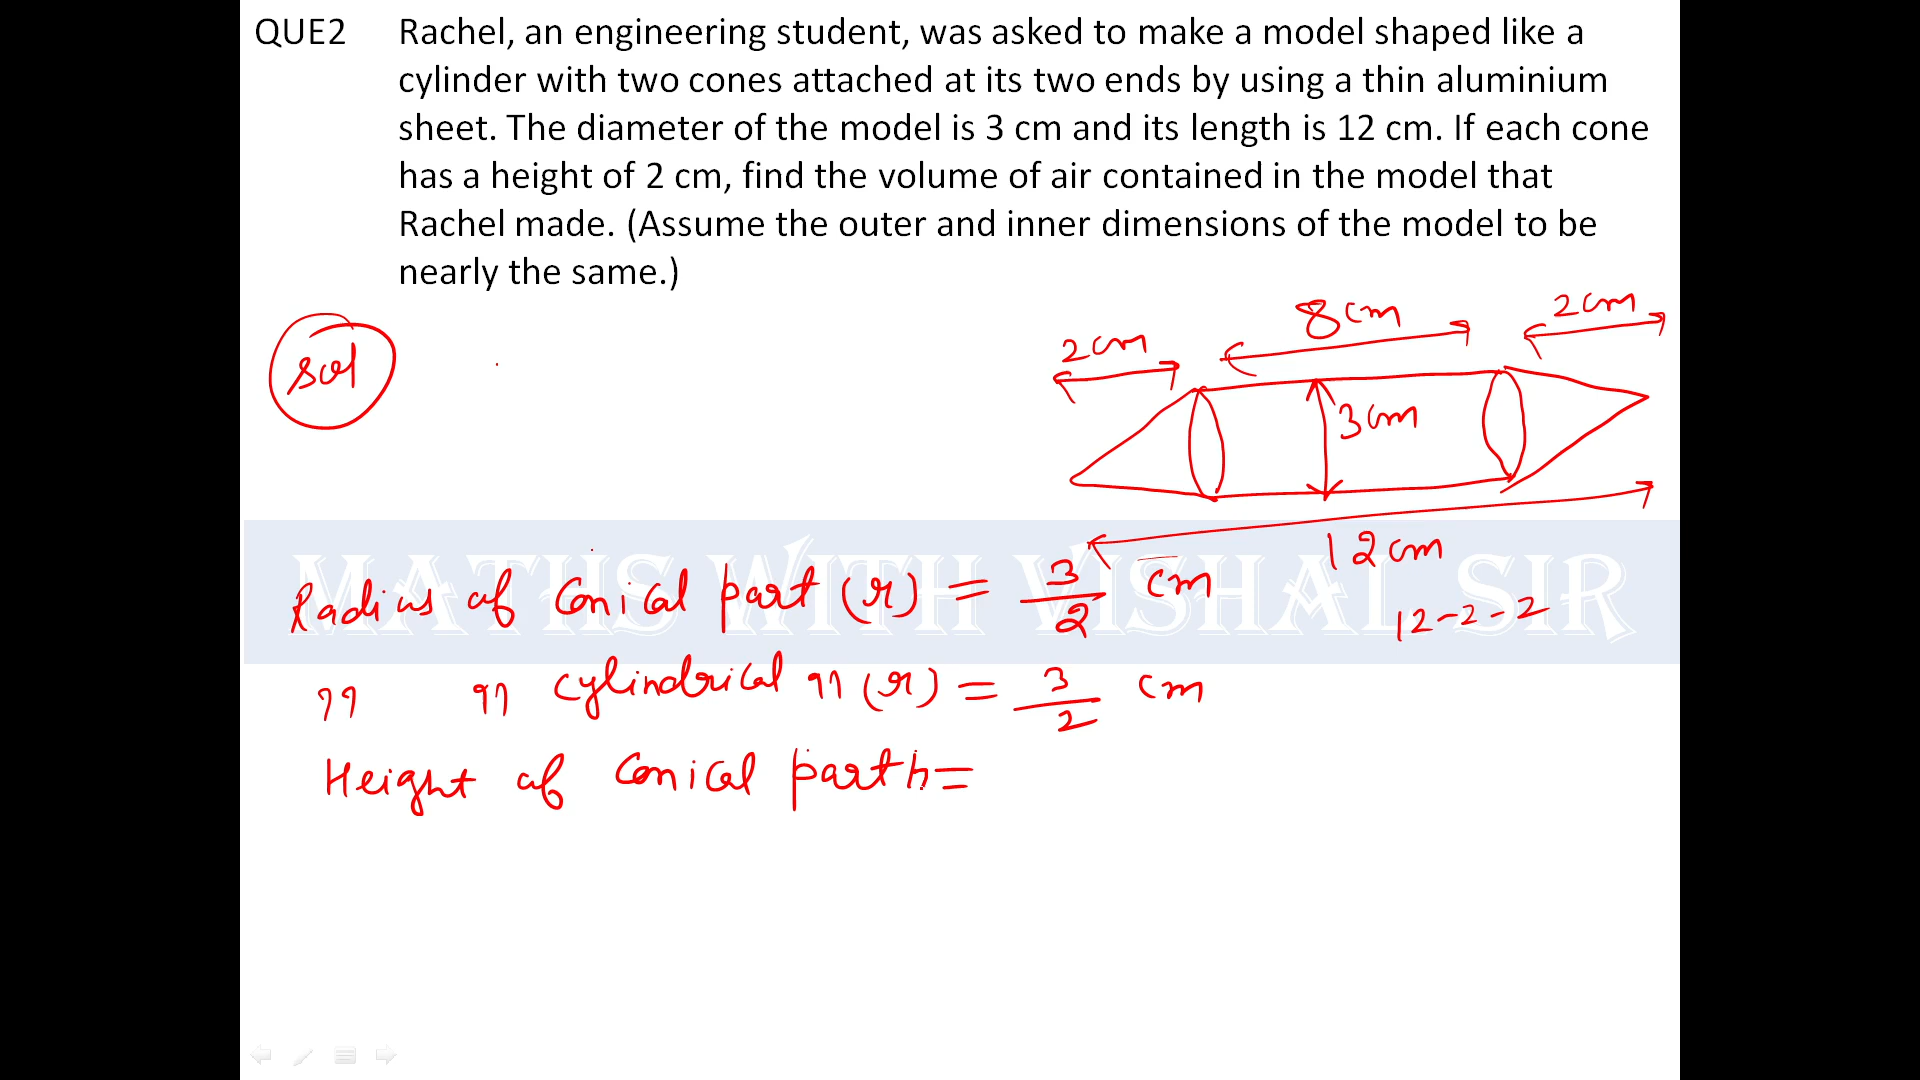 QUE2 Rachel, an engineering student, was asked to make a model shaped like a
cylinder with two cones attached at its two ends by using a thin aluminium
sheet. The diameter of the model is 3 cm and its length is 12 cm. If each cone
has a height of 2 cm, find the volume of air contained in the model that
Rachel made. (Assume the outer and inner dimensions of the model to be
nearly the same.)
Sol
2cm
8cm
2cm
3cm
12cm
12-2-2
MATHS WITH VISHAL SIR
Radius of Conical part (r) = 3/2 cm
,, ,, Cylindrical ,, (r) = 3/2 cm
Height of Conical part h=